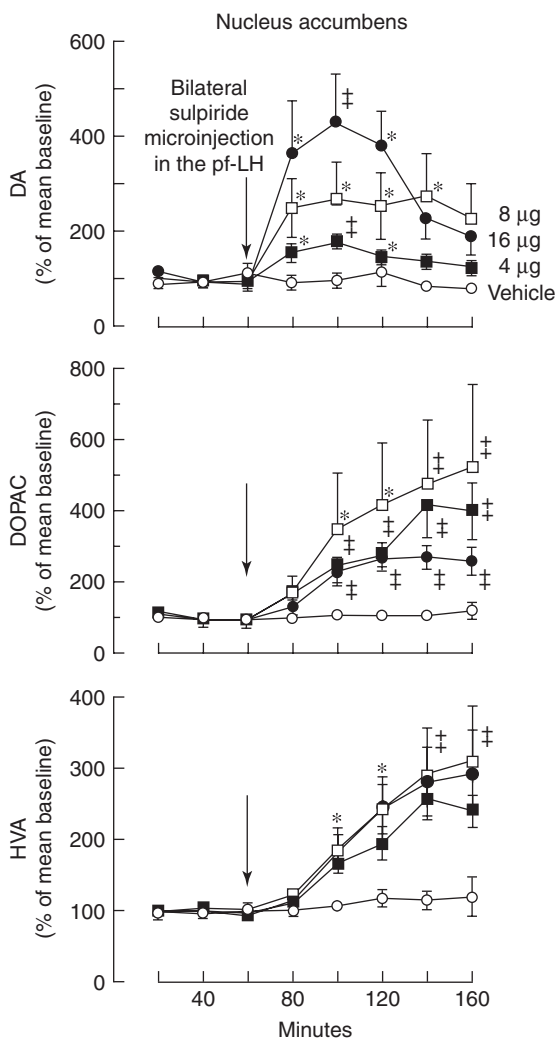 Nucleus accumbens
600
400
200
0
DA
(% of mean baseline)
Bilateral
sulpiride
microinjection
in the pf-LH
*
‡
*
*
*
*
*
*
‡
*
8 µg
16 µg
4 µg
Vehicle
800
600
400
200
0
DOPAC
(% of mean baseline)
*
*
‡
‡
‡
‡
‡
‡
‡
‡
‡
‡
400
300
200
100
0
HVA
(% of mean baseline)
*
*
‡
‡
40
80
120
160
Minutes